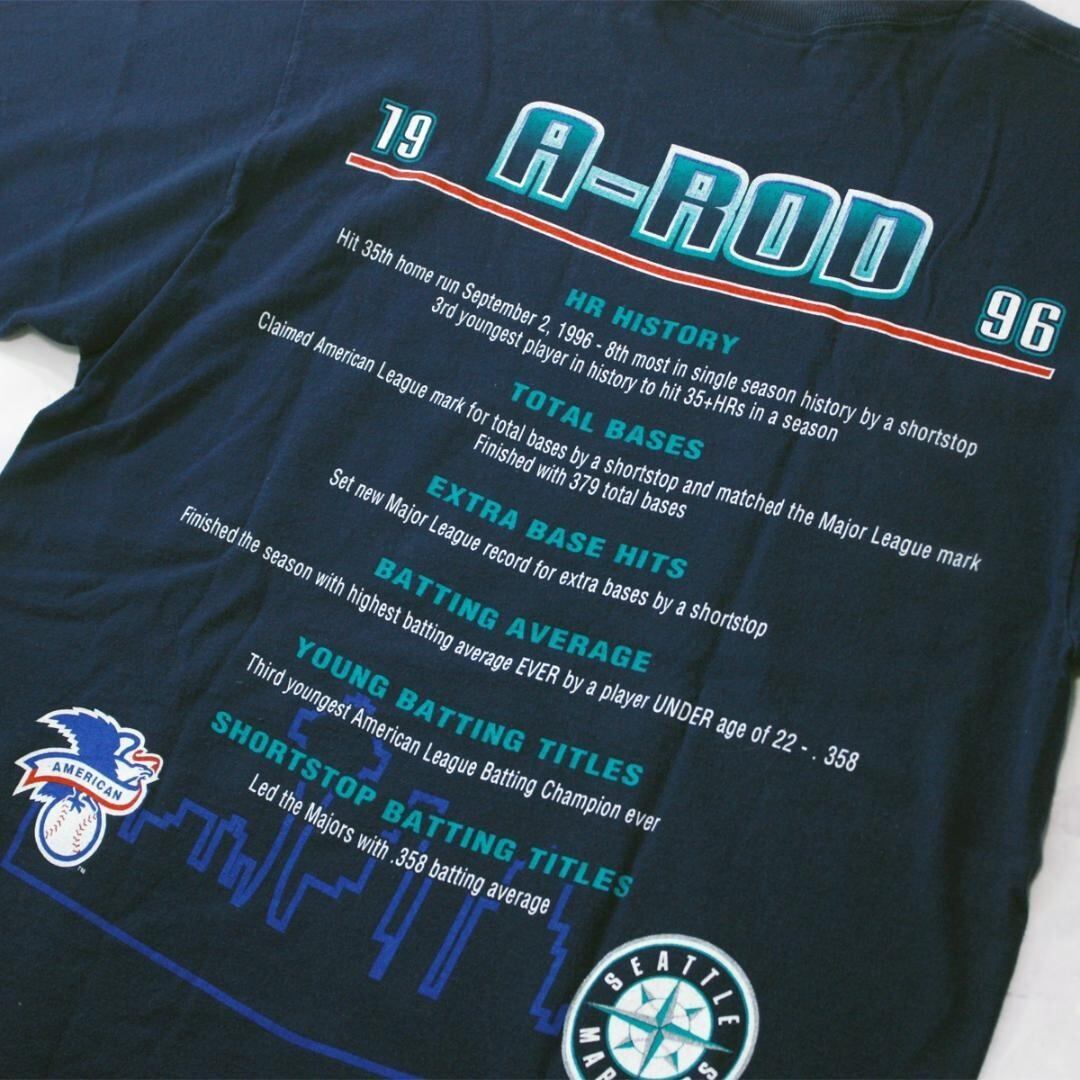 19 A-ROD 96
HR HISTORY
Hit 35th home run September 2, 1996 - 8th most in single season history by a shortstop
3rd youngest player in history to hit 35+HRs in a season
TOTAL BASES
Claimed American League mark for total bases by a shortstop and matched the Major League mark
Finished with 379 total bases
EXTRA BASE HITS
Set new Major League record for extra bases by a shortstop
BATTING AVERAGE
Finished the season with highest batting average EVER by a player UNDER age of 22 - . 358
YOUNG BATTING TITLES
Third youngest American League Batting Champion ever
SHORTSTOP BATTING TITLES
Led the Majors with .358 batting average
AMERICAN
TM
SEATTLE